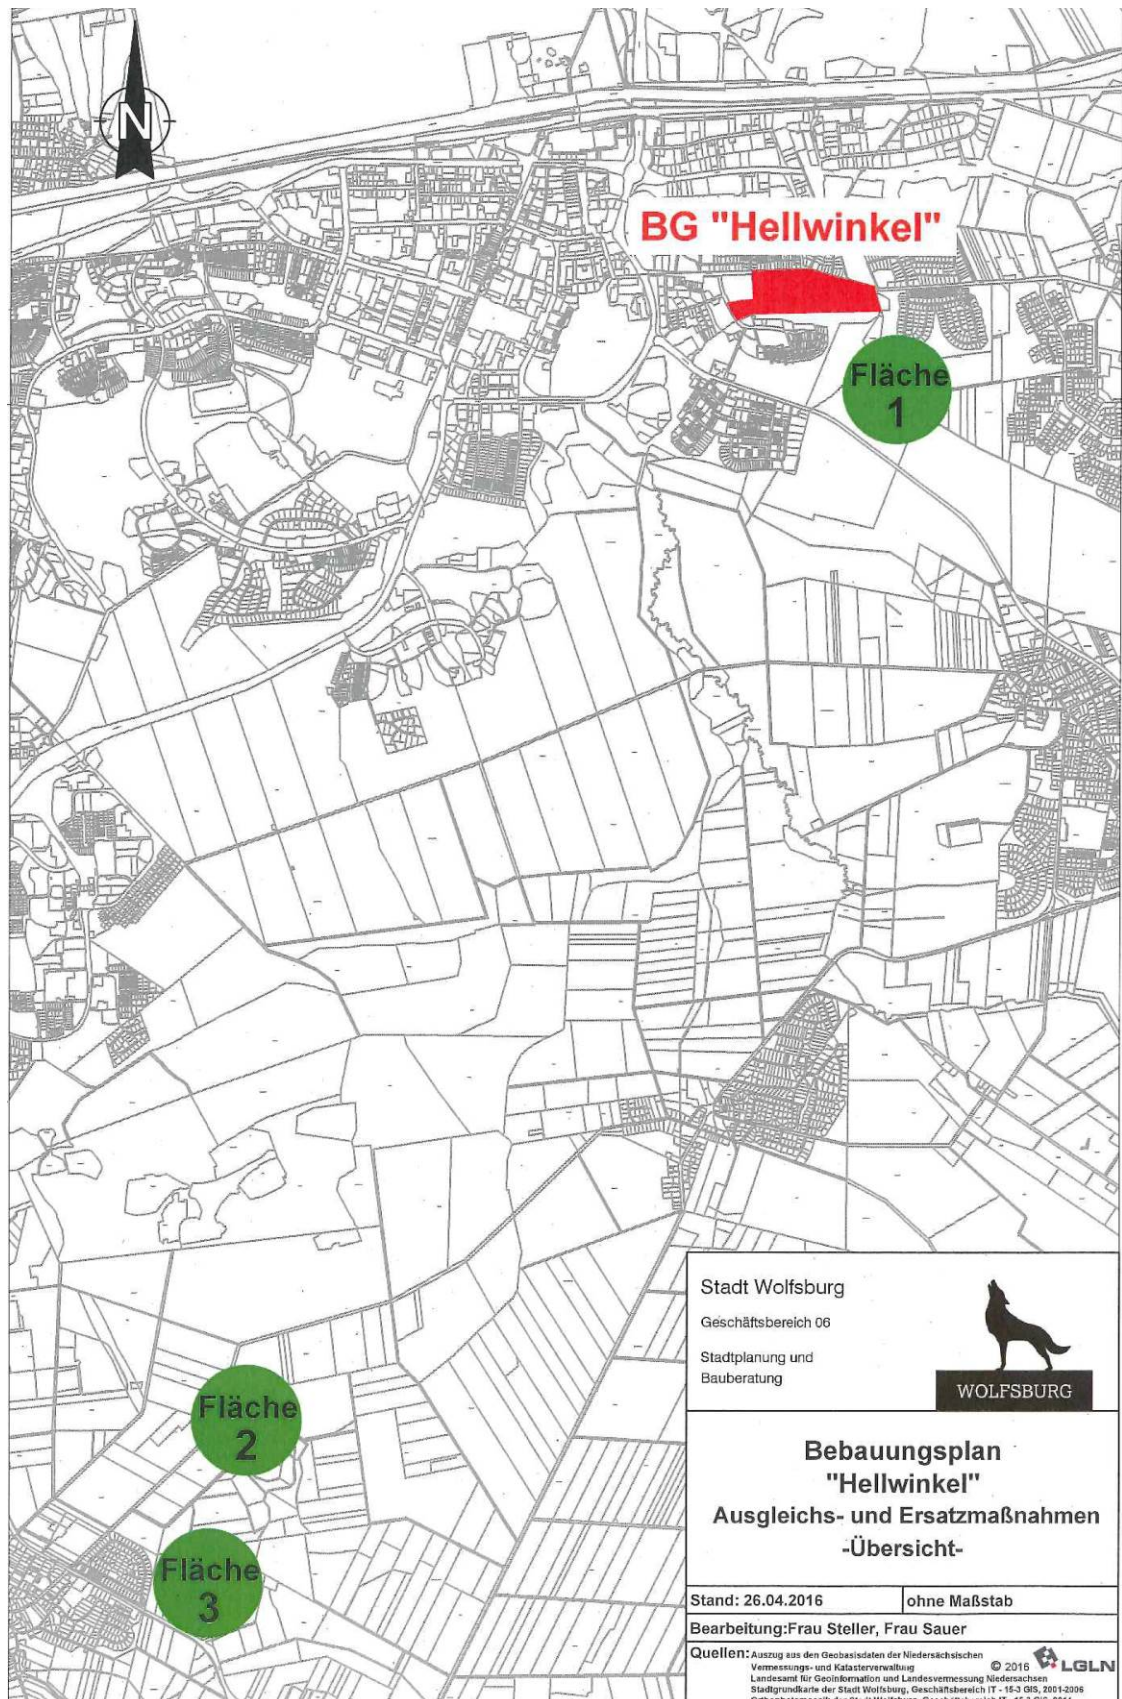 N
BG "Hellwinkel"
Fläche
1
Fläche
2
Fläche
3
Stadt Wolfsburg
Geschäftsbereich 06
Stadtplanung und
Bauberatung
WOLFSBURG
Bebauungsplan
"Hellwinkel"
Ausgleichs- und Ersatzmaßnahmen
-Übersicht-
Stand: 26.04.2016
ohne Maßstab
Bearbeitung:Frau Steller, Frau Sauer
Quellen: Auszug aus den Geobasisdaten der Niedersächsischen
Vermessungs- und Katasterverwaltung
© 2016 LGLN
Landesamt für Geoinformation und Landesvermessung Niedersachsen
Stadtgrundkarte der Stadt Wolfsburg, Geschäftsbereich IT - 15-3 GIS, 2001-2006